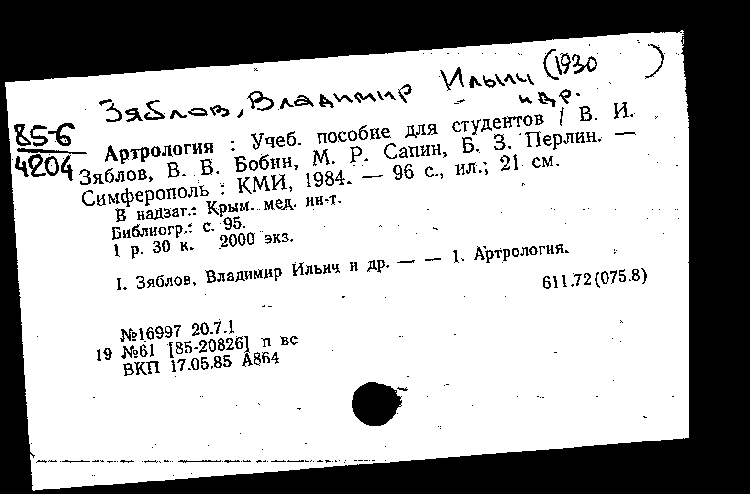 Зяблов, Владимир Ильич (1930 )
и др.
85-6
4204
Артрология : Учеб. пособие для студентов / В. И.
Зяблов, В. В. Бобин, М. Р. Сапин, Б. З. Перлин. —
Симферополь : КМИ, 1984. — 96 с., ил.; 21 см.
В надзаг.: Крым. мед. ин-т.
Библиогр.: с. 95.
1 р. 30 к. 2000 экз.
I. Зяблов, Владимир Ильич и др. — — 1. Артрология.
611.72(075.8)
№16997 20.7.1
19 №61 [85-20826] п вс
ВКП 17.05.85 А864